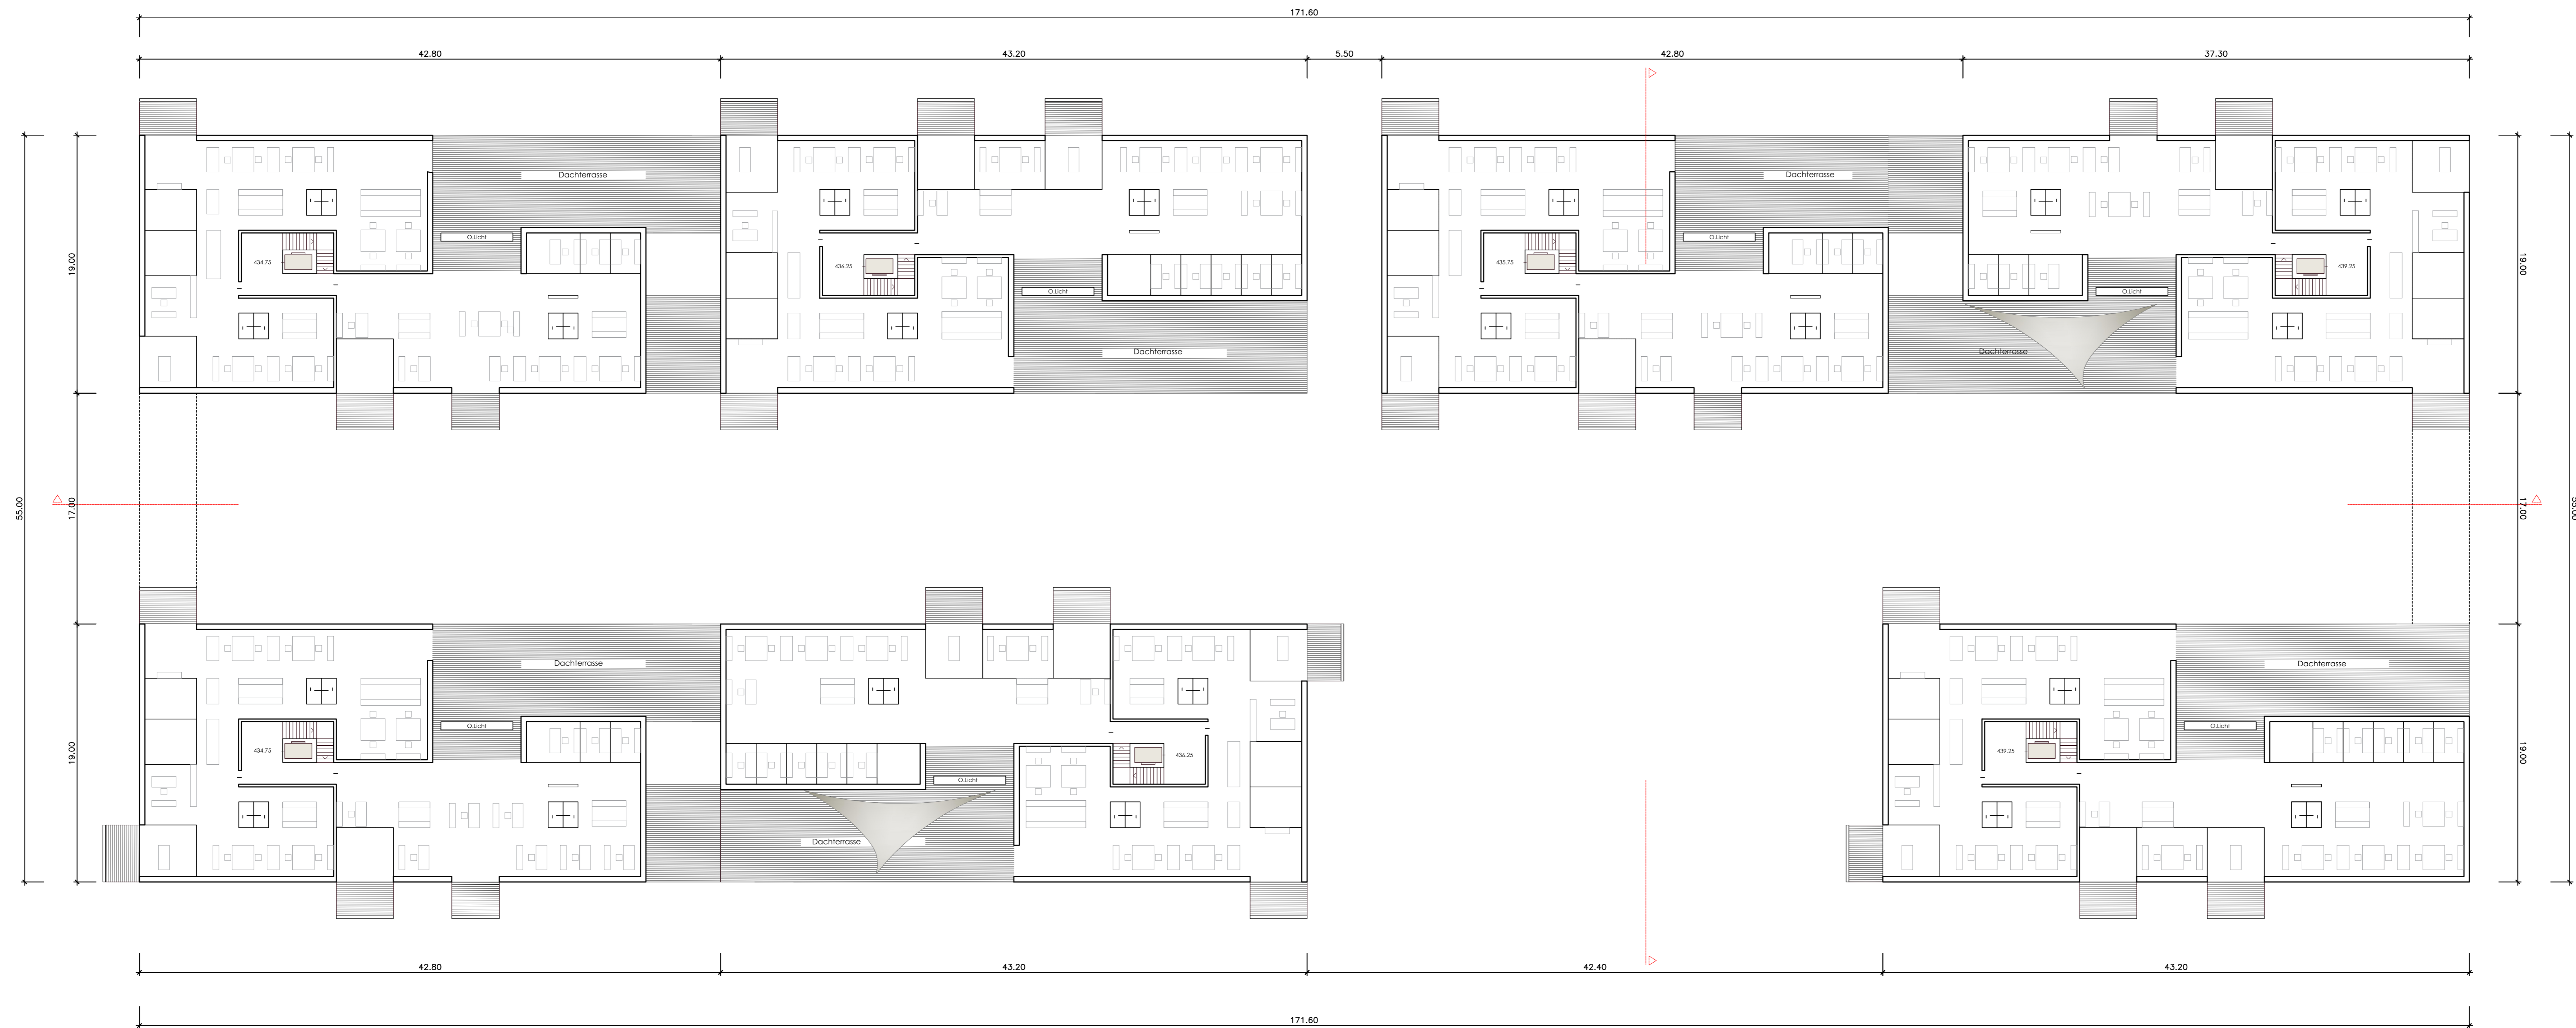 171.60
42.80
43.20
5.50
42.80
37.30
Dachterrasse
Dachterrasse
O.Licht
O.Licht
434.75
436.25
435.75
439.25
19.00
19.00
O.Licht
O.Licht
Dachterrasse
Dachterrasse
55.00
17.00
17.00
55.00
Dachterrasse
Dachterrasse
O.Licht
O.Licht
434.75
436.25
439.25
19.00
19.00
O.Licht
Dachterrasse
42.80
43.20
42.40
43.20
171.60